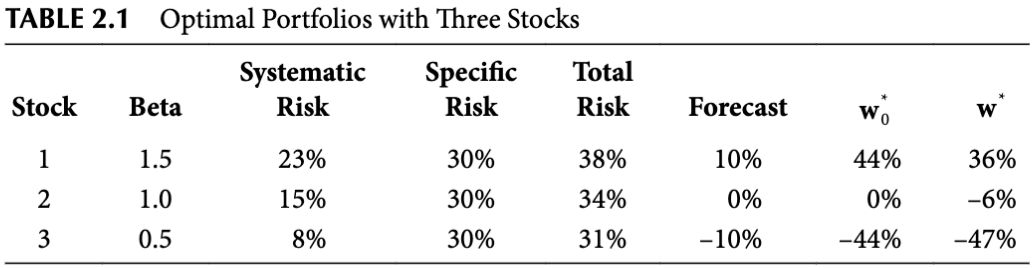 TABLE 2.1 Optimal Portfolios with Three Stocks
Stock Beta Systematic Risk Specific Risk Total Risk Forecast w₀* w*
1 1.5 23% 30% 38% 10% 44% 36%
2 1.0 15% 30% 34% 0% 0% –6%
3 0.5 8% 30% 31% –10% –44% –47%